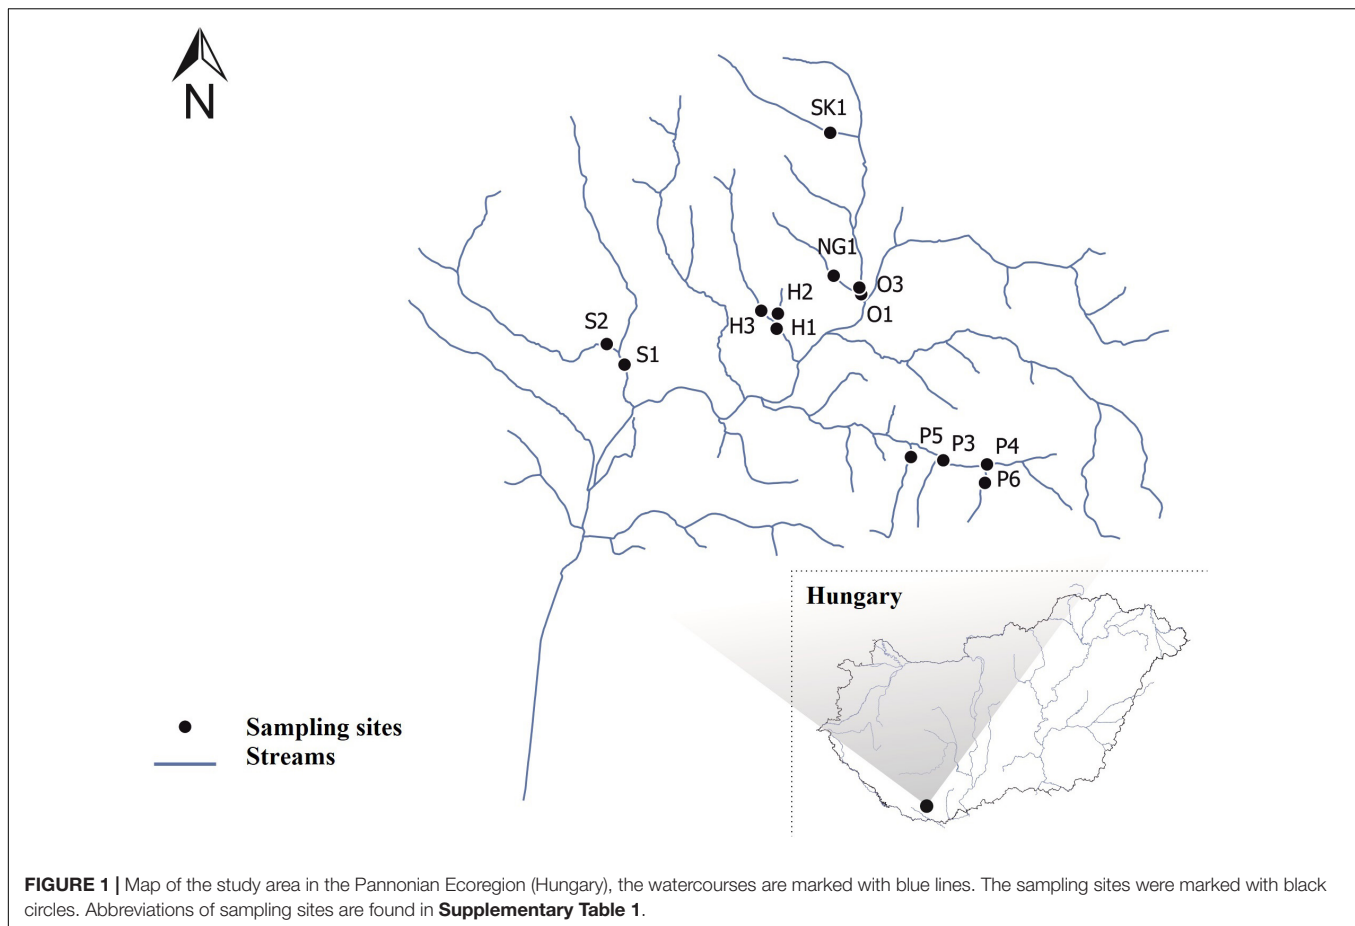 N
SK1
NG1
O3
O1
H2
H3
H1
S2
S1
P5
P3
P4
P6
Hungary
Sampling sites
Streams
FIGURE 1 | Map of the study area in the Pannonian Ecoregion (Hungary), the watercourses are marked with blue lines. The sampling sites were marked with black
circles. Abbreviations of sampling sites are found in Supplementary Table 1.